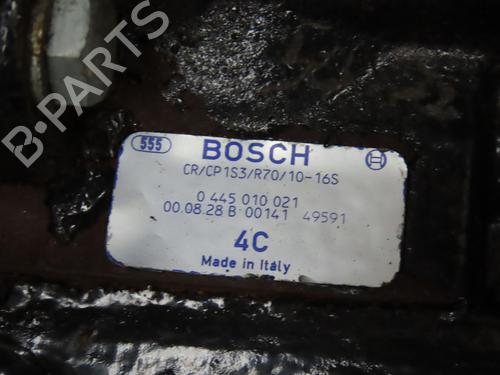 555
BOSCH
CR/CP1S3/R70/10-16S
0 445 010 021
00.08.28 B 00141 49591
4C
Made in Italy
B-PARTS